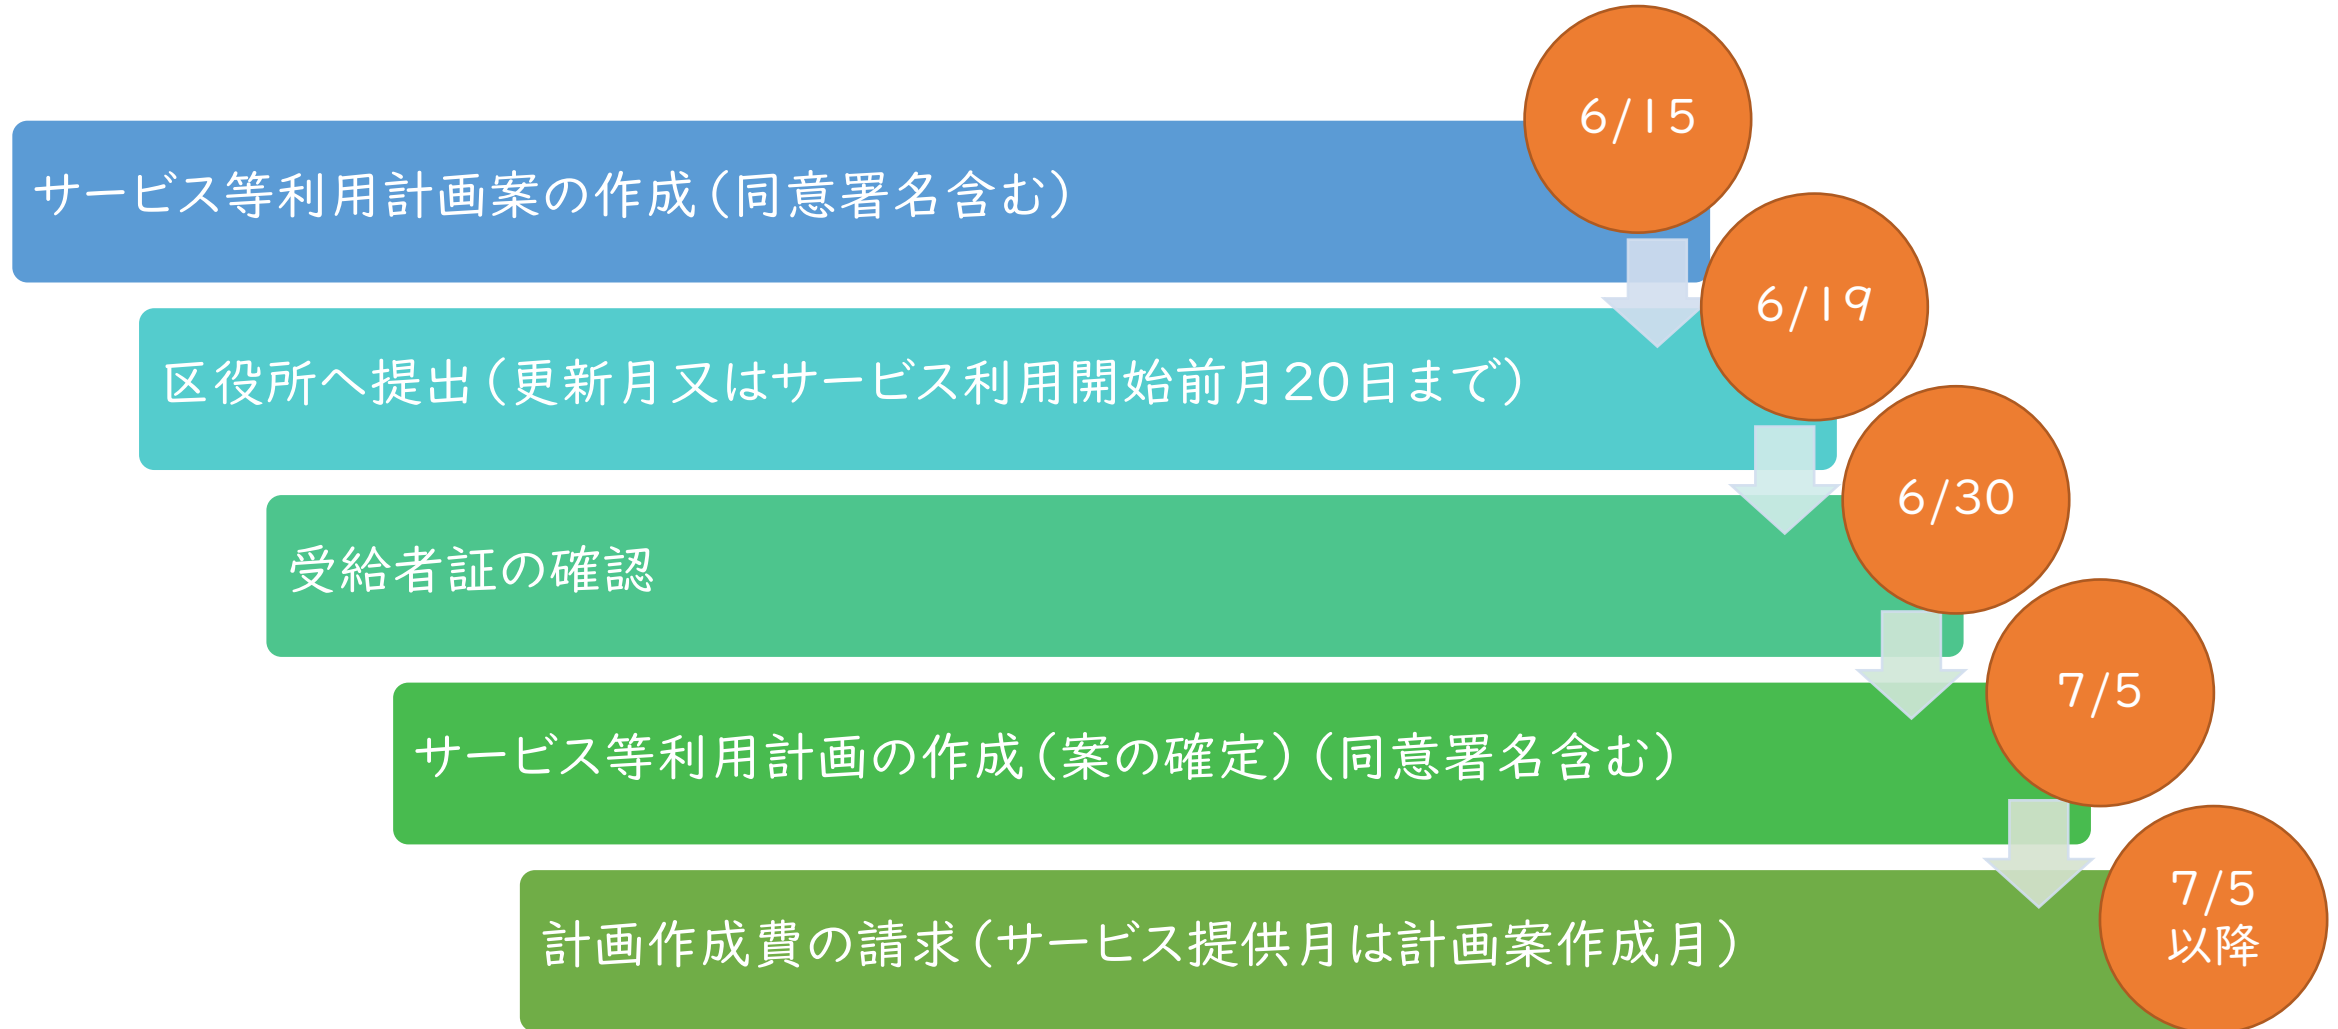 6/15
サービス等利用計画案の作成（同意署名含む）
6/19
区役所へ提出（更新月又はサービス利用開始前月20日まで）
6/30
受給者証の確認
7/5
サービス等利用計画の作成（案の確定）（同意署名含む）
7/5
以降
計画作成費の請求（サービス提供月は計画案作成月）